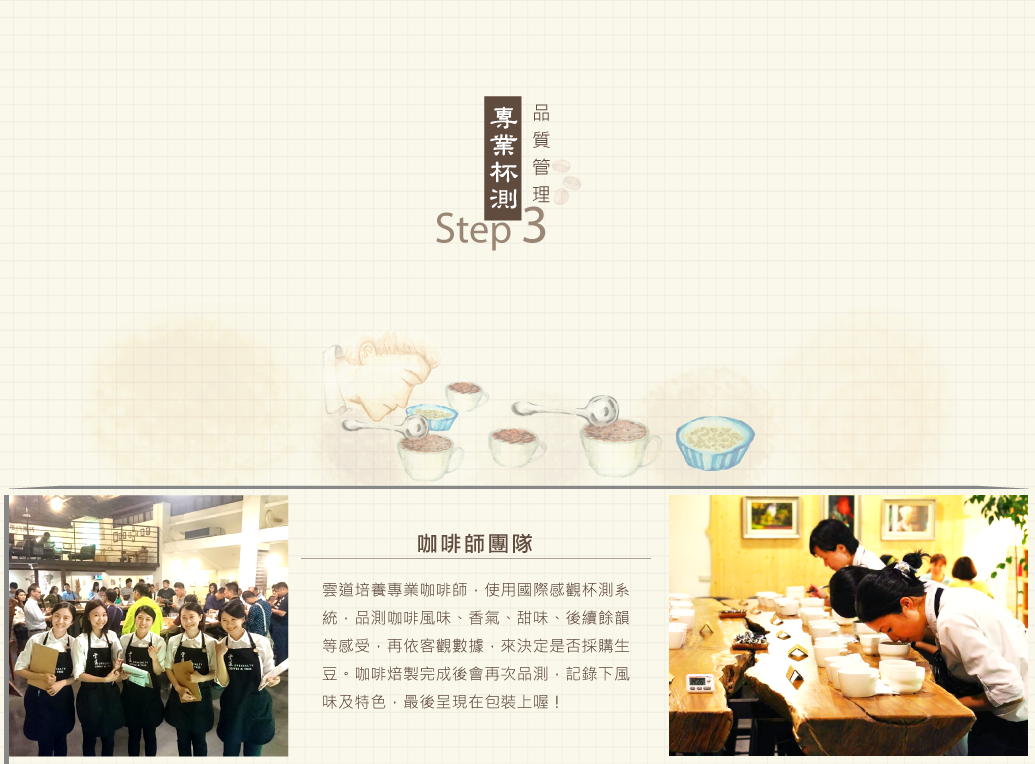 專業杯測
品質管理
Step 3
咖啡師團隊
雲道培養專業咖啡師，使用國際感觀杯測系
統，品測咖啡風味、香氣、甜味、後續餘韻
等感受，再依客觀數據，來決定是否採購生
豆。咖啡焙製完成後會再次品測，記錄下風
味及特色，最後呈現在包裝上喔！